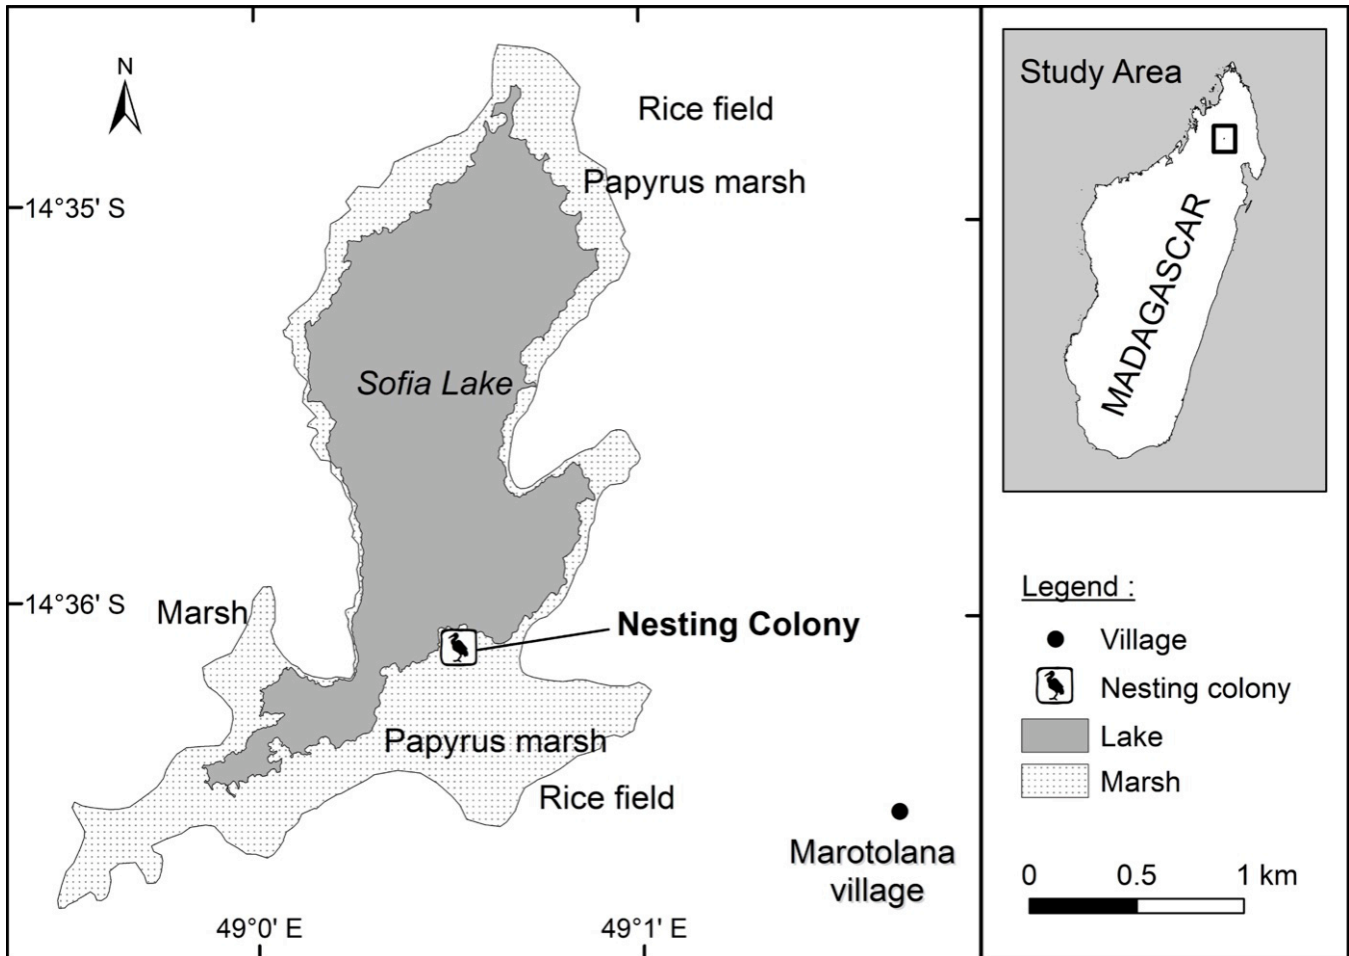 N
Rice field
Papyrus marsh
14°35' S
Sofia Lake
14°36' S
Marsh
Nesting Colony
Papyrus marsh
Rice field
Marotolana
village
49°0' E
49°1' E
Study Area
MADAGASCAR
Legend :
Village
Nesting colony
Lake
Marsh
0 0.5 1 km